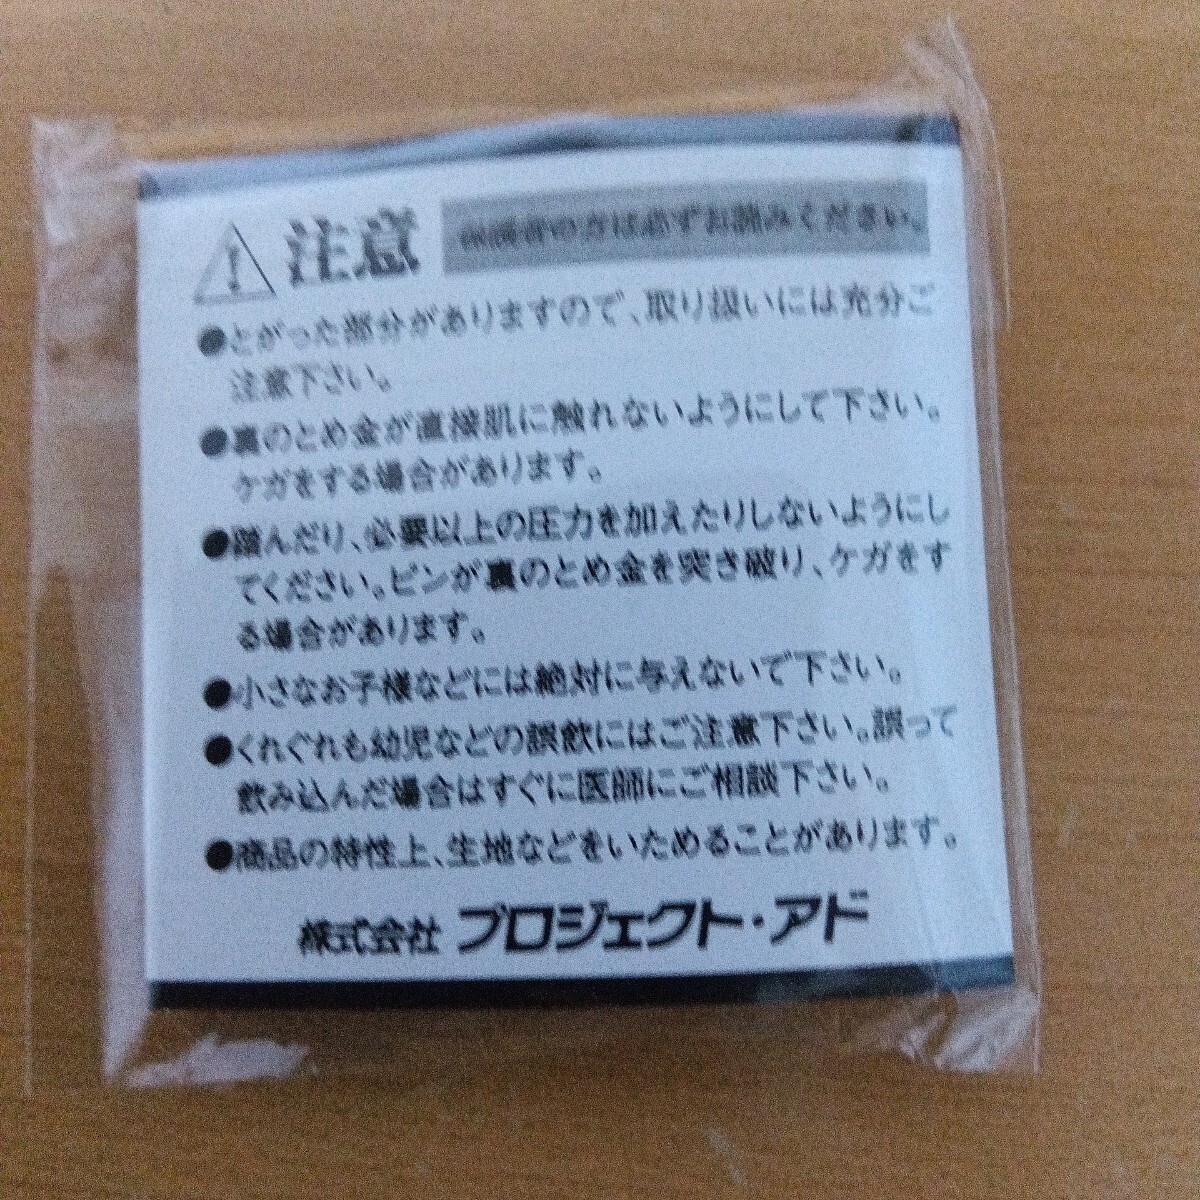 注意 保護者の方は必ずお読みください。
●とがった部分がありますので、取り扱いには充分ご
注意下さい。
●裏のとめ金が直接肌に触れないようにして下さい。
ケガをする場合があります。
●踏んだり、必要以上の圧力を加えたりしないようにし
てください。ピンが裏のとめ金を突き破り、ケガをす
る場合があります。
●小さなお子様などには絶対に与えないで下さい。
●くれぐれも幼児などの誤飲にはご注意下さい。誤って
飲み込んだ場合はすぐに医師にご相談下さい。
●商品の特性上、生地などをいためることがあります。
株式会社 プロジェクト・アド